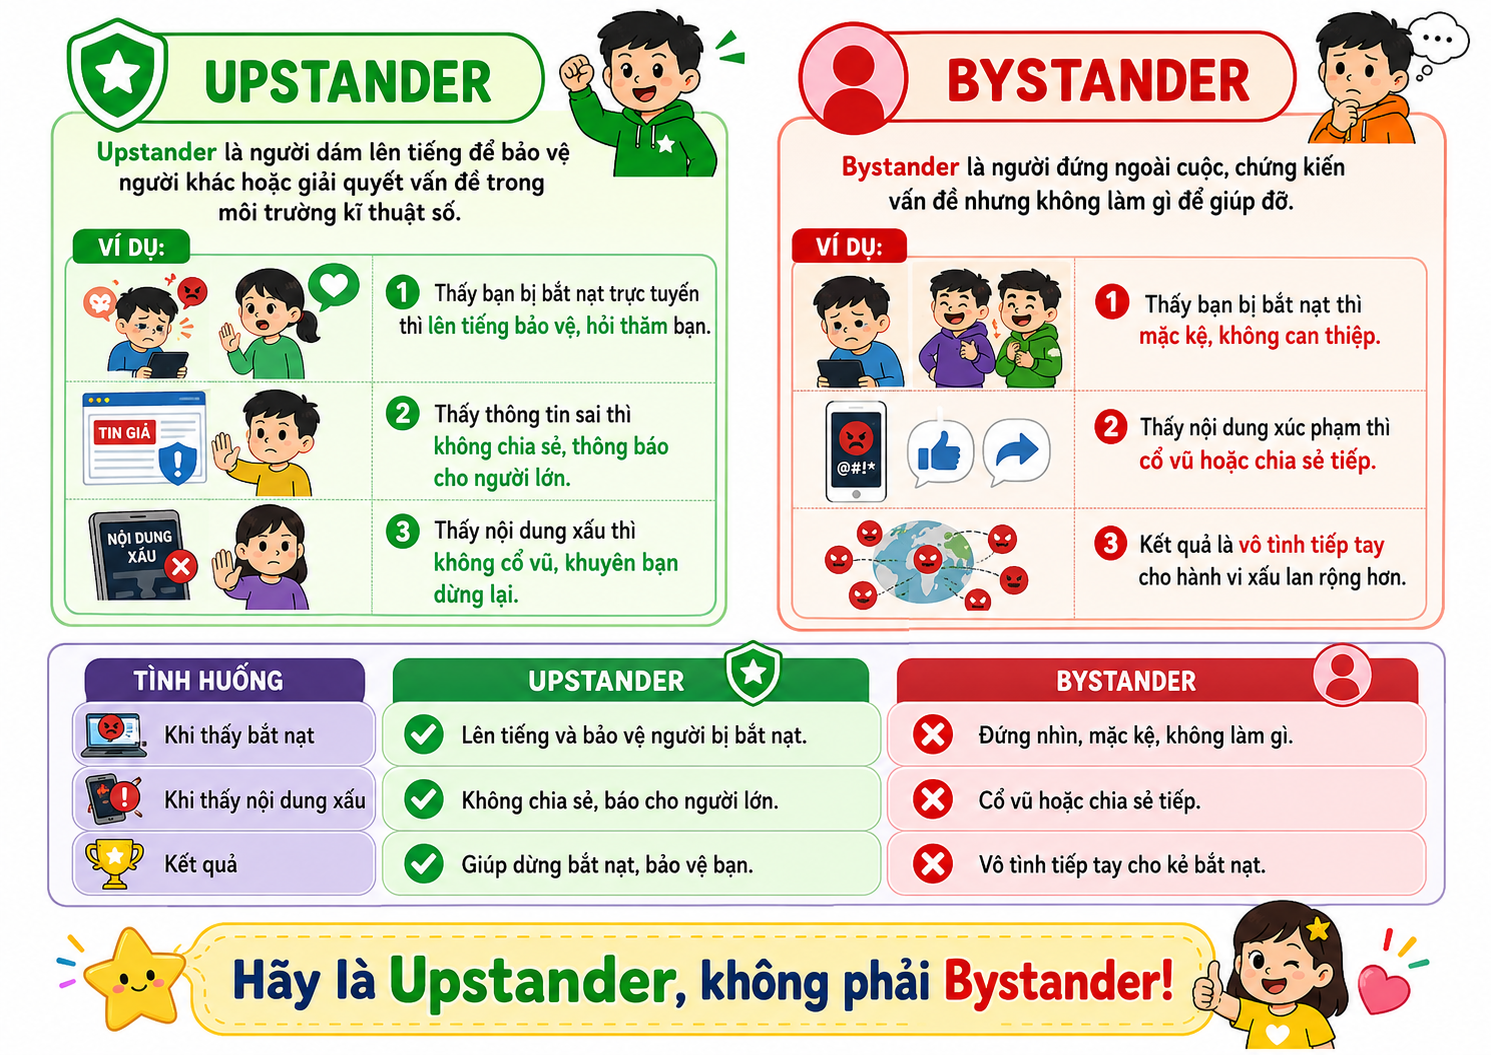 UPSTANDER
Upstander là người dám lên tiếng để bảo vệ
người khác hoặc giải quyết vấn đề trong
môi trường kĩ thuật số.
VÍ DỤ:
1 Thấy bạn bị bắt nạt trực tuyến
thì lên tiếng bảo vệ, hỏi thăm bạn.
TIN GIẢ
2 Thấy thông tin sai thì
không chia sẻ, thông báo
cho người lớn.
NỘI DUNG
XẤU
3 Thấy nội dung xấu thì
không cổ vũ, khuyên bạn
dừng lại.
BYSTANDER
Bystander là người đứng ngoài cuộc, chứng kiến
vấn đề nhưng không làm gì để giúp đỡ.
VÍ DỤ:
1 Thấy bạn bị bắt nạt thì
mặc kệ, không can thiệp.
@#!*
2 Thấy nội dung xúc phạm thì
cổ vũ hoặc chia sẻ tiếp.
3 Kết quả là vô tình tiếp tay
cho hành vi xấu lan rộng hơn.
TÌNH HUỐNG
UPSTANDER
BYSTANDER
Khi thấy bắt nạt
Lên tiếng và bảo vệ người bị bắt nạt.
Đứng nhìn, mặc kệ, không làm gì.
Khi thấy nội dung xấu
Không chia sẻ, báo cho người lớn.
Cổ vũ hoặc chia sẻ tiếp.
Kết quả
Giúp dừng bắt nạt, bảo vệ bạn.
Vô tình tiếp tay cho kẻ bắt nạt.
Hãy là Upstander, không phải Bystander!